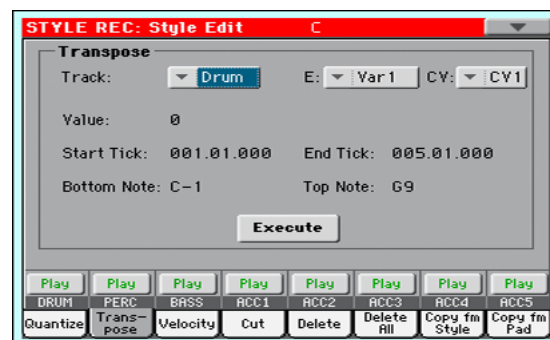 STYLE REC: Style Edit C
Transpose
Track: Drum E: Var1 CV: CV1
Value: 0
Start Tick: 001.01.000 End Tick: 005.01.000
Bottom Note: C-1 Top Note: G9
Execute
Play Play Play Play Play Play Play Play
DRUM PERC BASS ACC1 ACC2 ACC3 ACC4 ACC5
Quantize Trans-pose Velocity Cut Delete Delete All Copy fm Style Copy fm Pad